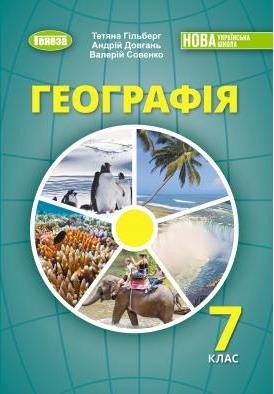 Генеза
Тетяна Гільберг
Андрій Довгань
Валерій Совенко
НОВА УКРАЇНСЬКА
ШКОЛА
ГЕОГРАФІЯ
7
КЛАС